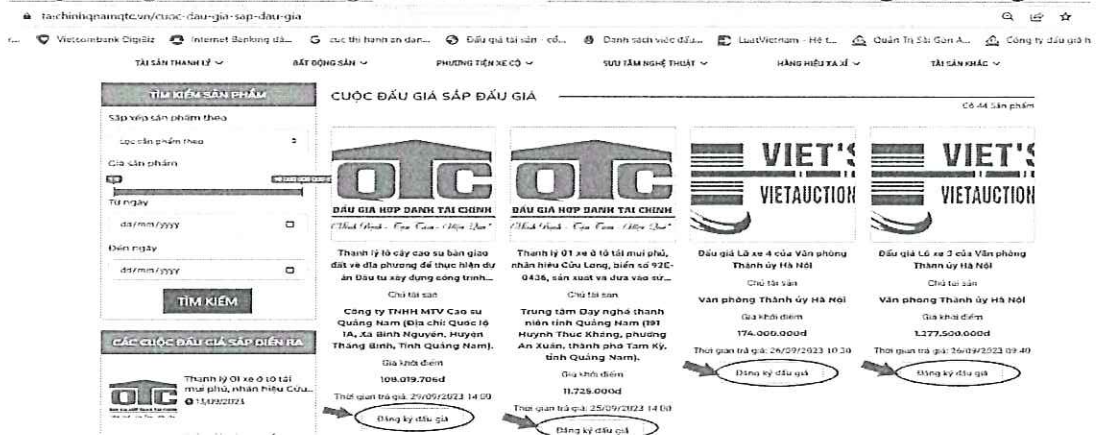 taichinhqnamqtc.vn/cuoc-dau-gia-sap-dau-gia
Vietcombank DigiBiz
Internet Banking dà...
cuc thi hanh an dan...
Đấu giá tài sản - cổ...
Danh sách việc đấu...
LuatVietnam - Hệ t...
Quản Trị Sài Gòn A...
Công ty đấu giá h
TÀI SẢN THANH LÝ
BẤT ĐỘNG SẢN
PHƯƠNG TIỆN XE CỘ
SƯU TẦM NGHỆ THUẬT
HÀNG HIỆU XA XỈ
TÀI SẢN KHÁC
TÌM KIẾM SẢN PHẨM
Sắp xếp sản phẩm theo
Lọc sản phẩm theo
Giá sản phẩm
Từ ngày
dd/mm/yyyy
Đến ngày
dd/mm/yyyy
TÌM KIẾM
CÁC CUỘC ĐẤU GIÁ SẮP DIỄN RA
QTC
Thanh lý 01 xe ô tô tải
mui phủ, nhãn hiệu Cửu...
13/09/2023
CUỘC ĐẤU GIÁ SẮP ĐẤU GIÁ
Có 44 Sản phẩm
QTC
ĐẤU GIÁ HỢP DANH TÀI CHÍNH
Thanh lý lô cây cao su bàn giao
đất về địa phương để thực hiện dự
án Đầu tư xây dựng công trình...
Chủ tài sản
Công ty TNHH MTV Cao su
Quảng Nam (Địa chỉ: Quốc lộ
1A, Xã Bình Nguyên, Huyện
Thăng Bình, Tỉnh Quảng Nam).
Giá khởi điểm
108.019.706đ
Thời gian trả giá: 29/09/2023 14:00
Đăng ký đấu giá
QTC
ĐẤU GIÁ HỢP DANH TÀI CHÍNH
Thanh lý 01 xe ô tô tải mui phủ,
nhãn hiệu Cửu Long, biển số 92E-
0436, sản xuất và đưa vào sử...
Chủ tài sản
Trung tâm Dạy nghề thanh
niên tỉnh Quảng Nam (191
Huỳnh Thúc Kháng, phường
An Xuân, thành phố Tam Kỳ,
tỉnh Quảng Nam).
Giá khởi điểm
11.725.000đ
Thời gian trả giá: 25/09/2023 14:00
Đăng ký đấu giá
VIET'S
VIETAUCTION
Đấu giá Lô xe 4 của Văn phòng
Thành ủy Hà Nội
Chủ tài sản
Văn phòng Thành ủy Hà Nội
Giá khởi điểm
174.000.000đ
Thời gian trả giá: 26/09/2023 10:30
Đăng ký đấu giá
VIET'S
VIETAUCTION
Đấu giá Lô xe 3 của Văn phòng
Thành ủy Hà Nội
Chủ tài sản
Văn phòng Thành ủy Hà Nội
Giá khởi điểm
1.277.500.000đ
Thời gian trả giá: 26/09/2023 09:40
Đăng ký đấu giá